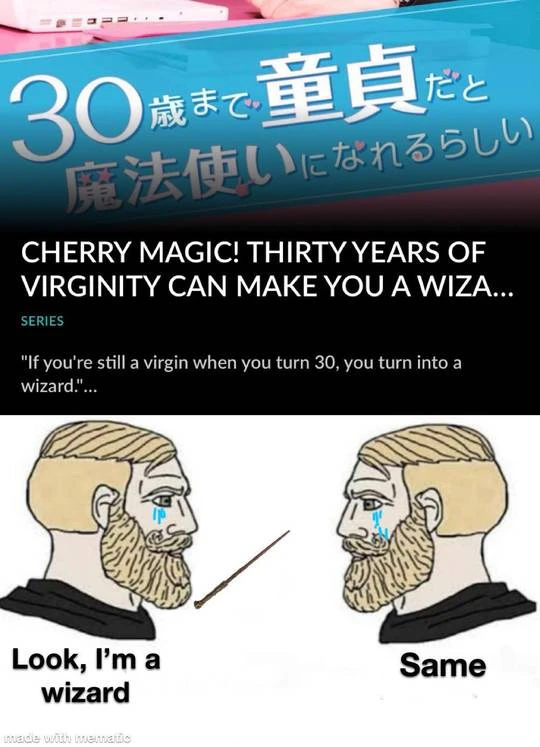 30歳まで童貞だと
魔法使いになれるらしい
CHERRY MAGIC! THIRTY YEARS OF
VIRGINITY CAN MAKE YOU A WIZA...
SERIES
"If you're still a virgin when you turn 30, you turn into a
wizard."...
Look, I'm a
wizard
Same
made with mematic